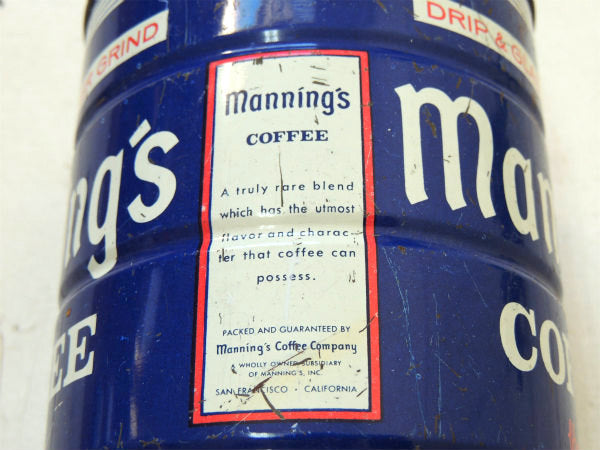 GRIND
DRIP &
ng's
EE
Manning's
COFFEE
A truly rare blend
which has the utmost
flavor and charac-
ter that coffee can
possess.
PACKED AND GUARANTEED BY
Manning's Coffee Company
WHOLLY OWNED SUBSIDIARY
OF MANNING'S, INC.
SAN FRANCISCO · CALIFORNIA
Man
CO